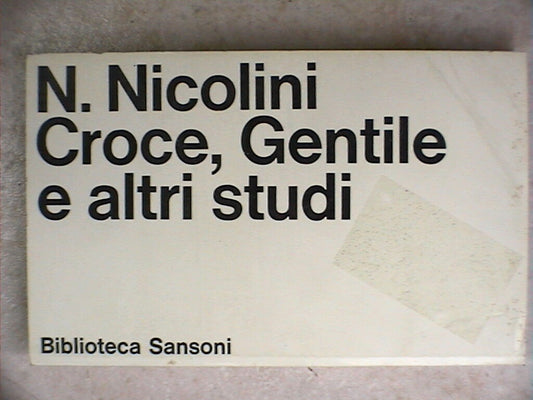 N. Nicolini
Croce, Gentile
e altri studi
Biblioteca Sansoni